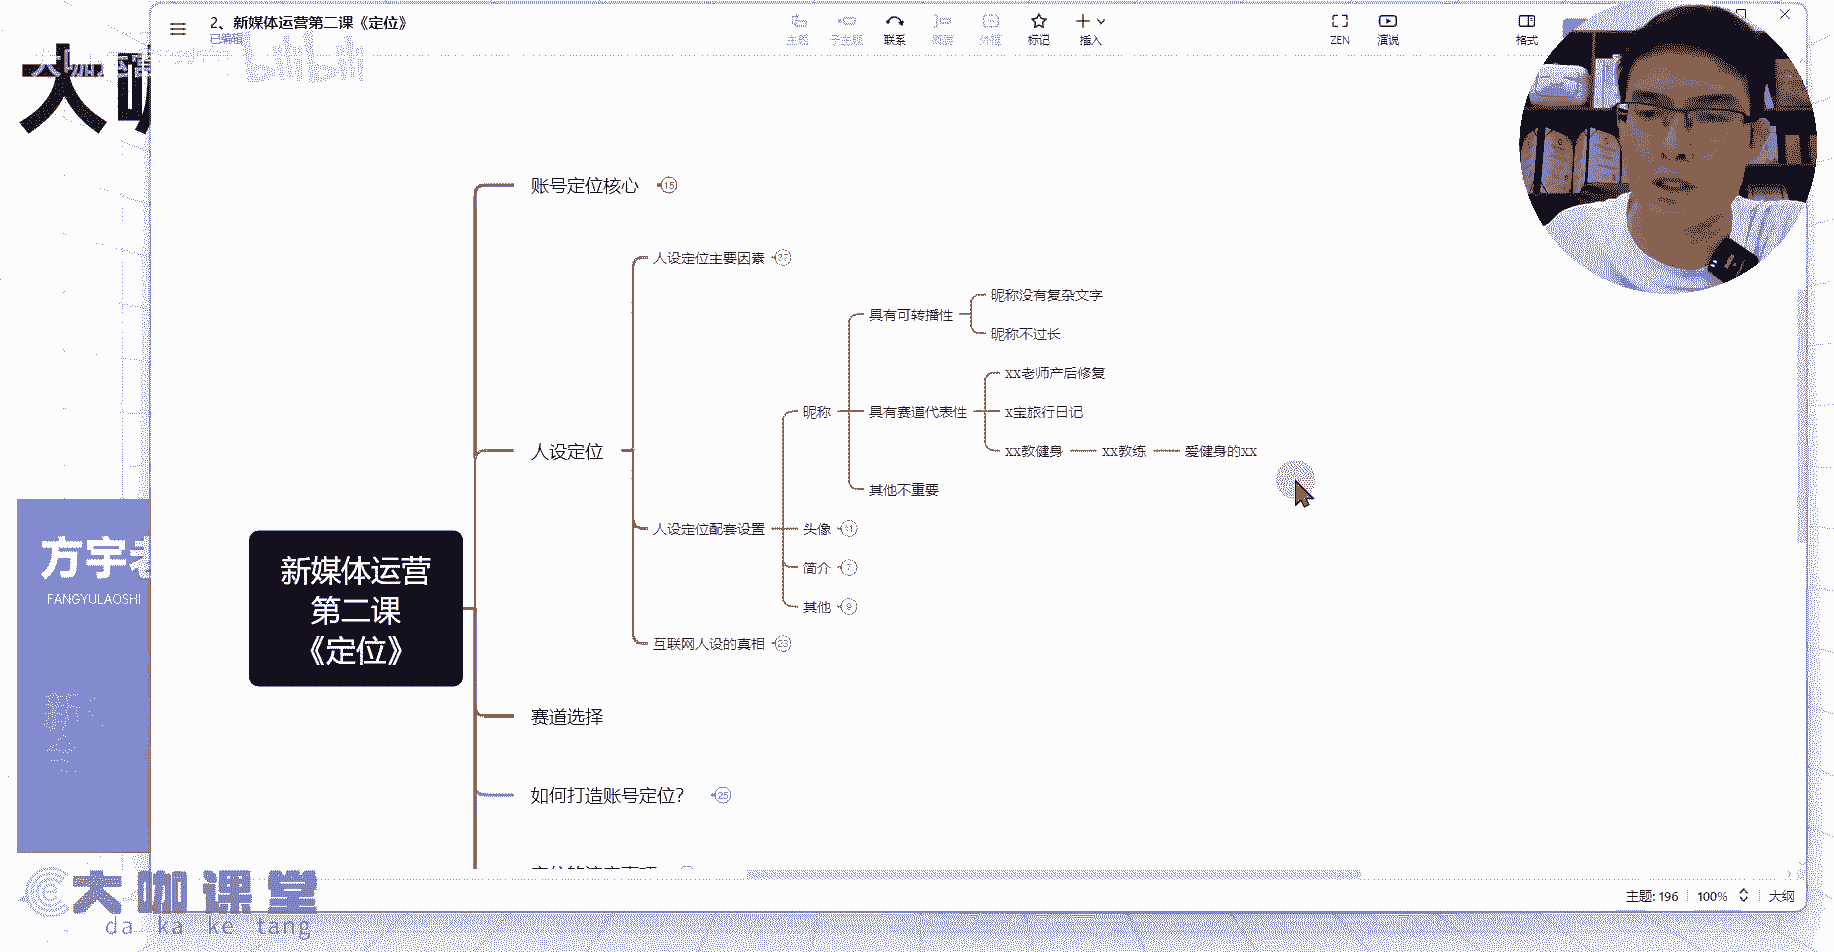 2、新媒体运营第二课《定位》
已编辑
bilibili
主题
子主题
联系
概要
外框
标记
插入
ZEN
演说
格式
大咖
账号定位核心
15
人设定位主要因素
昵称没有复杂文字
具有可转播性
昵称不过长
xx老师产后修复
昵称
具有赛道代表性
x宝旅行日记
人设定位
xx教健身
xx教练
爱健身的xx
其他不重要
人设定位配套设置
头像
简介
7
其他
9
互联网人设的真相
23
新媒体运营
第二课
《定位》
赛道选择
如何打造账号定位?
25
方宇老
FANGYULAOSHI
主题: 196
100%
大纲
大咖课堂
da ka ke tang